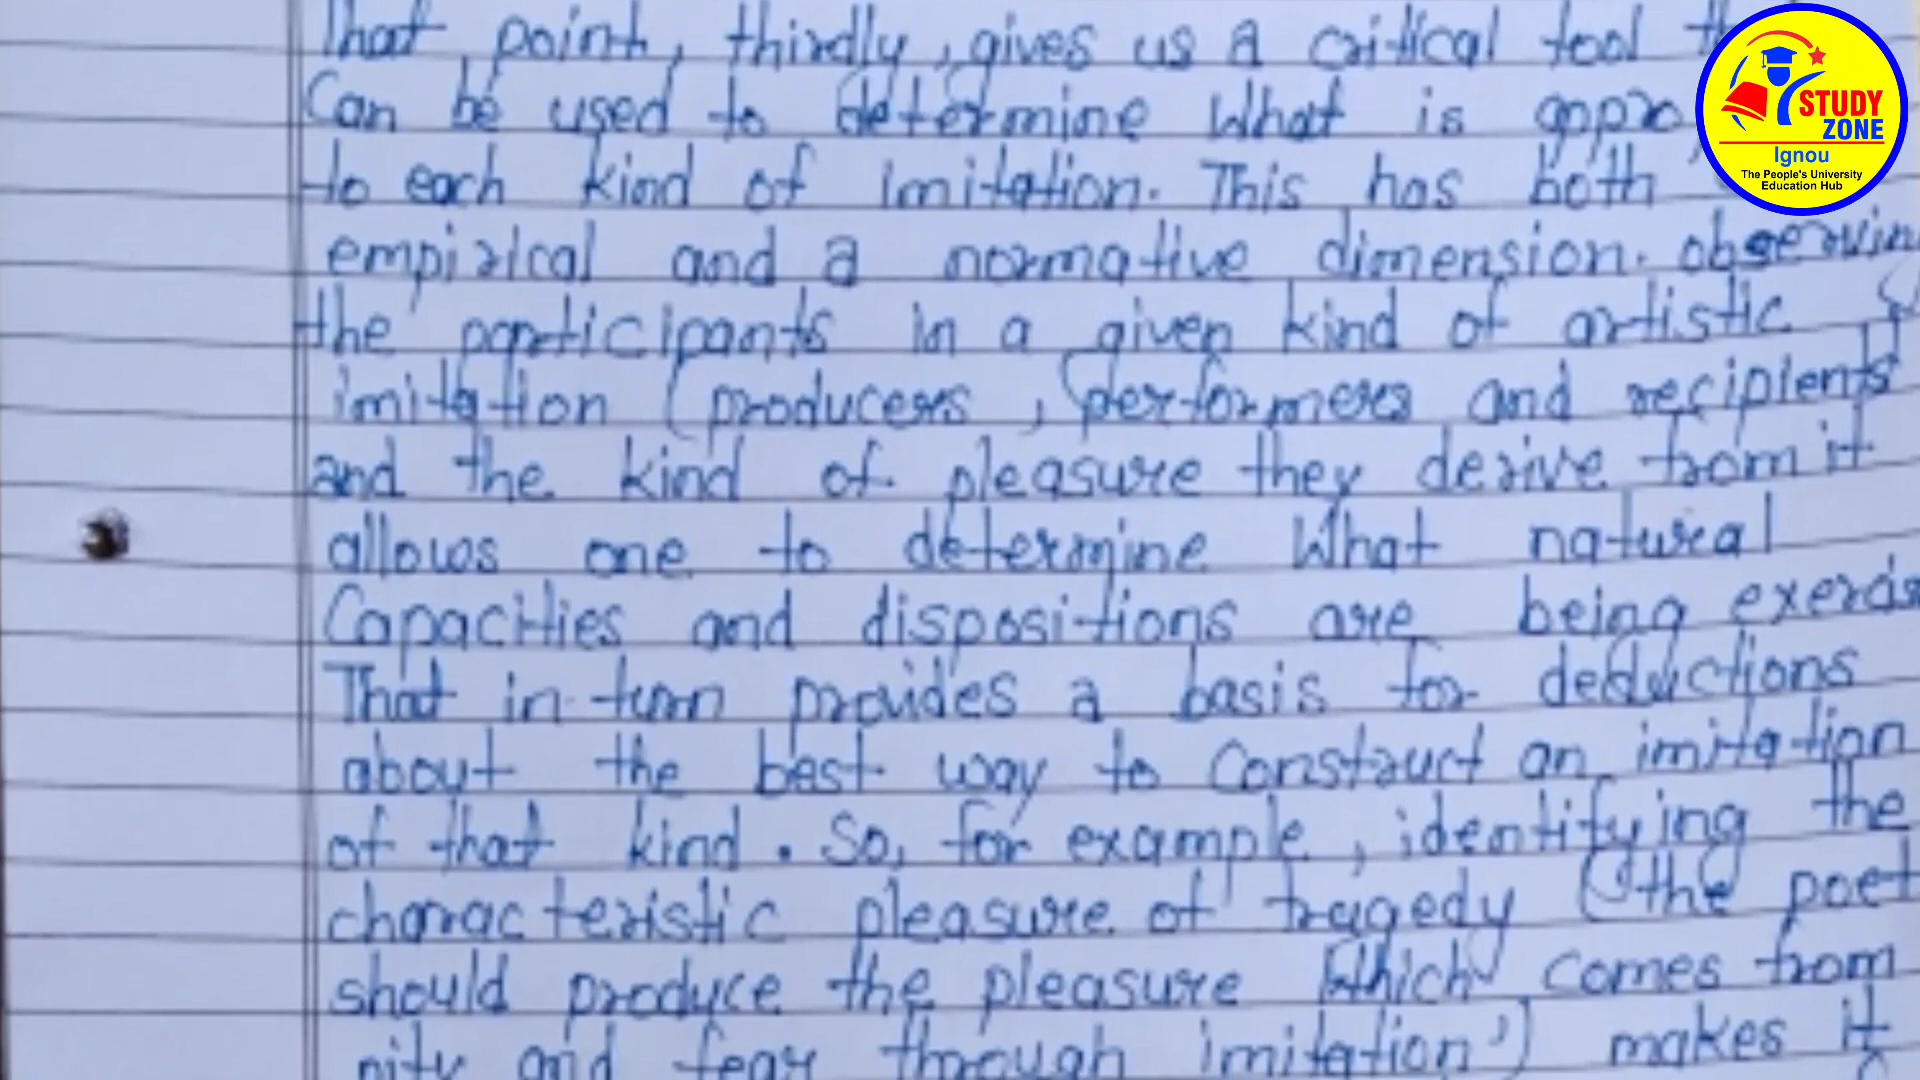 That point, thirdly, gives us a critical tool
Can be used to determine What is
to each kind of imitation. This has both
empirical and a normative dimension. observin
the participants in a given kind of artistic
imitation (producers, performers and recipients)
and the kind of pleasure they derive from it
allows one to determine What natural
Capacities and dispositions are being
That in turn provides a basis for deductions
about the best way to Construct an imitation
of that kind. So, for example, identifying the
characteristic pleasure of tragedy ('the poet
should produce the pleasure Which comes from
pity and fear through imitation') makes it
STUDY
ZONE
Ignou
The People's University
Education Hub